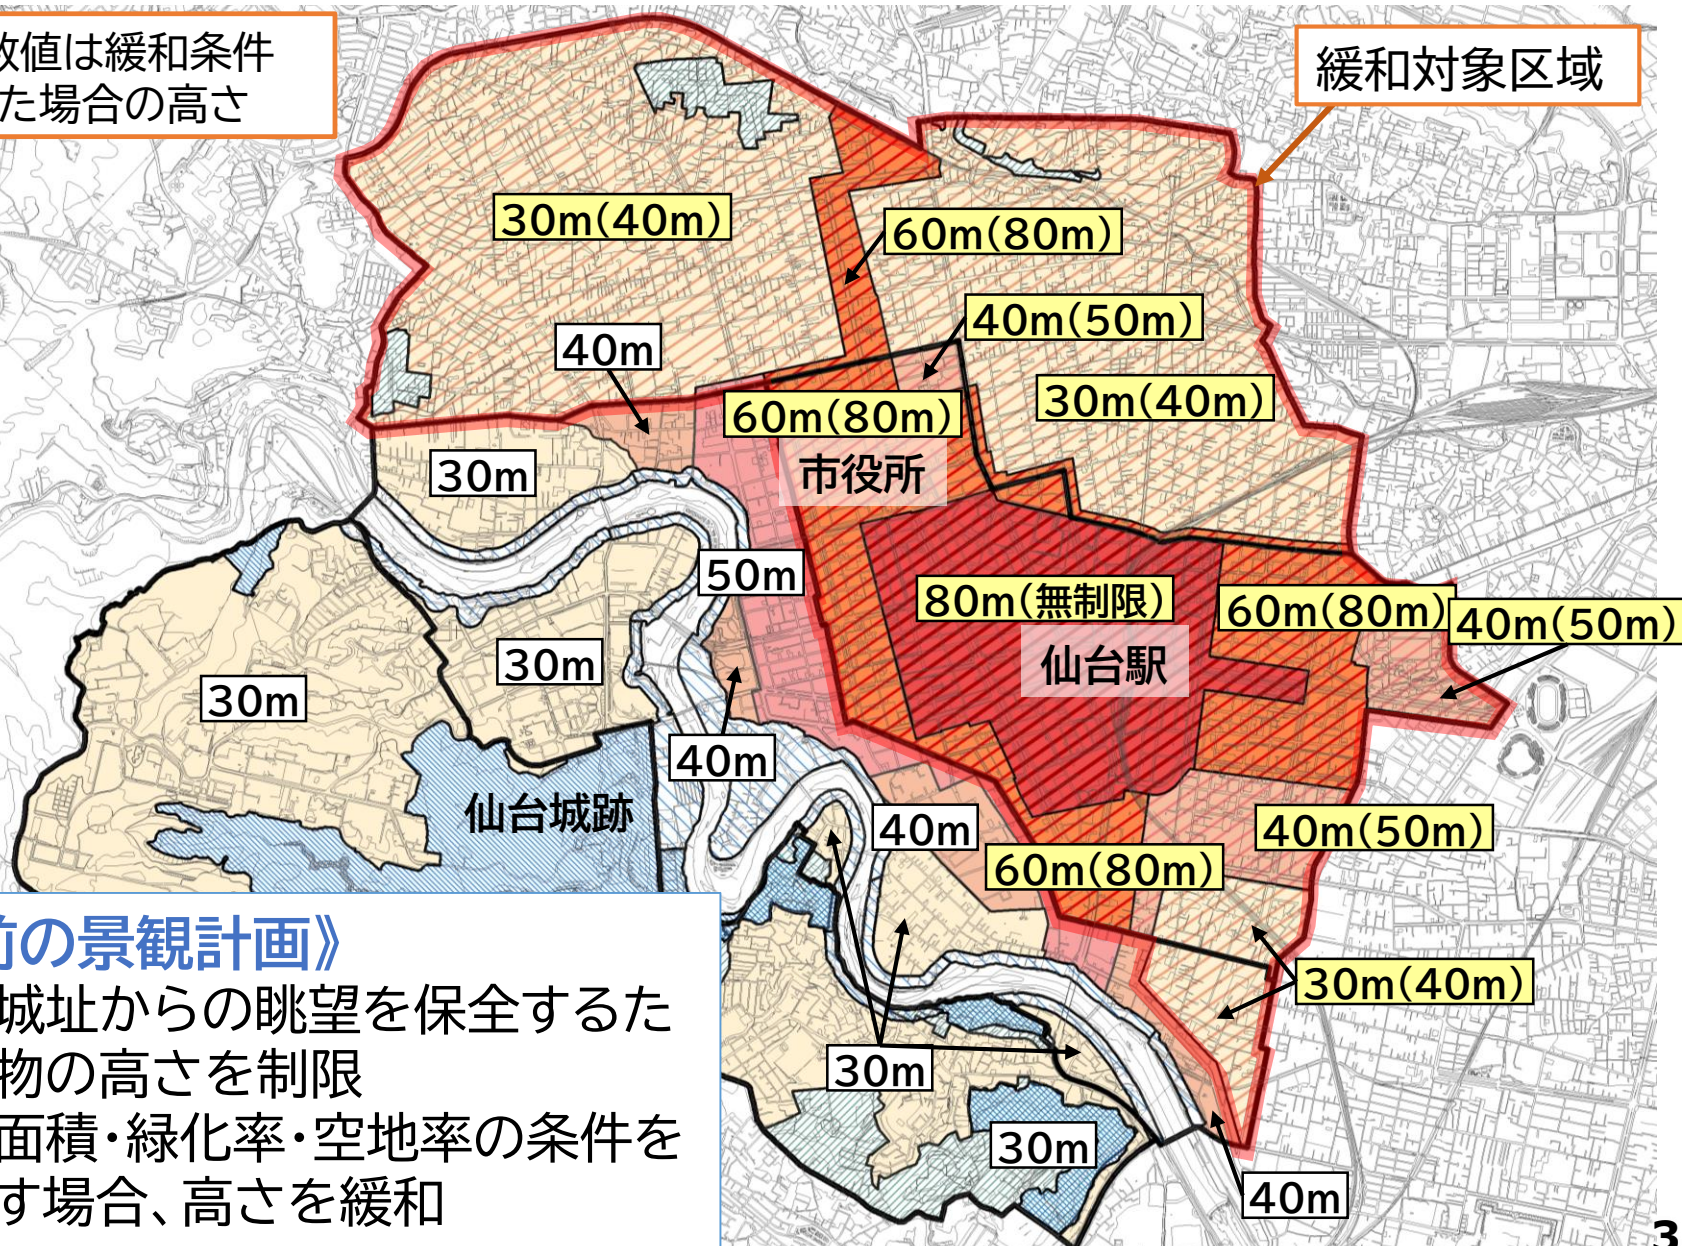 数値は緩和条件
た場合の高さ
緩和対象区域
30m(40m)
60m(80m)
40m(50m)
40m
30m(40m)
60m(80m)
市役所
30m
50m
80m(無制限)
60m(80m)
40m(50m)
仙台駅
30m
30m
40m
仙台城跡
40m
40m(50m)
60m(80m)
30m(40m)
30m
30m
40m
前の景観計画》
城址からの眺望を保全するた
物の高さを制限
面積・緑化率・空地率の条件を
す場合、高さを緩和
3